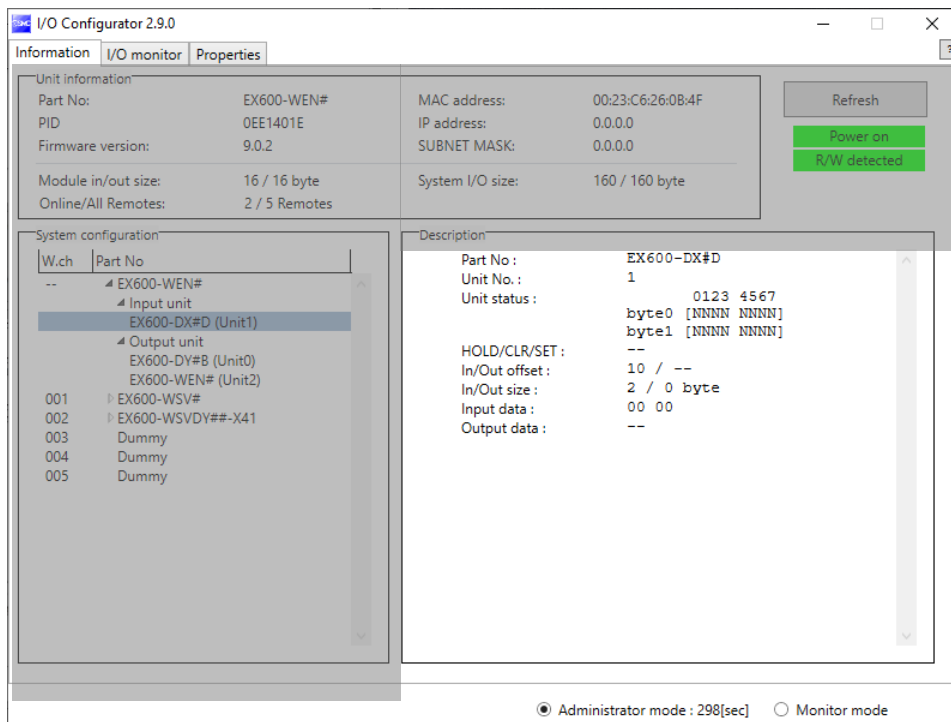 I/O Configurator 2.9.0
Information I/O monitor Properties ?
Unit information
Part No: EX600-WEN# MAC address: 00:23:C6:26:0B:4F Refresh
PID 0EE1401E IP address: 0.0.0.0 Power on
Firmware version: 9.0.2 SUBNET MASK: 0.0.0.0 R/W detected
Module in/out size: 16 / 16 byte System I/O size: 160 / 160 byte
Online/All Remotes: 2 / 5 Remotes
System configuration
W.ch Part No
-- EX600-WEN#
Input unit
EX600-DX#D (Unit1)
Output unit
EX600-DY#B (Unit0)
EX600-WEN# (Unit2)
001 EX600-WSV#
002 EX600-WSVDY##-X41
003 Dummy
004 Dummy
005 Dummy
Description
Part No : EX600-DX#D
Unit No. : 1
Unit status : 0123 4567
byte0 [NNNN NNNN]
byte1 [NNNN NNNN]
HOLD/CLR/SET : --
In/Out offset : 10 / --
In/Out size : 2 / 0 byte
Input data : 00 00
Output data : --
Administrator mode : 298[sec] Monitor mode